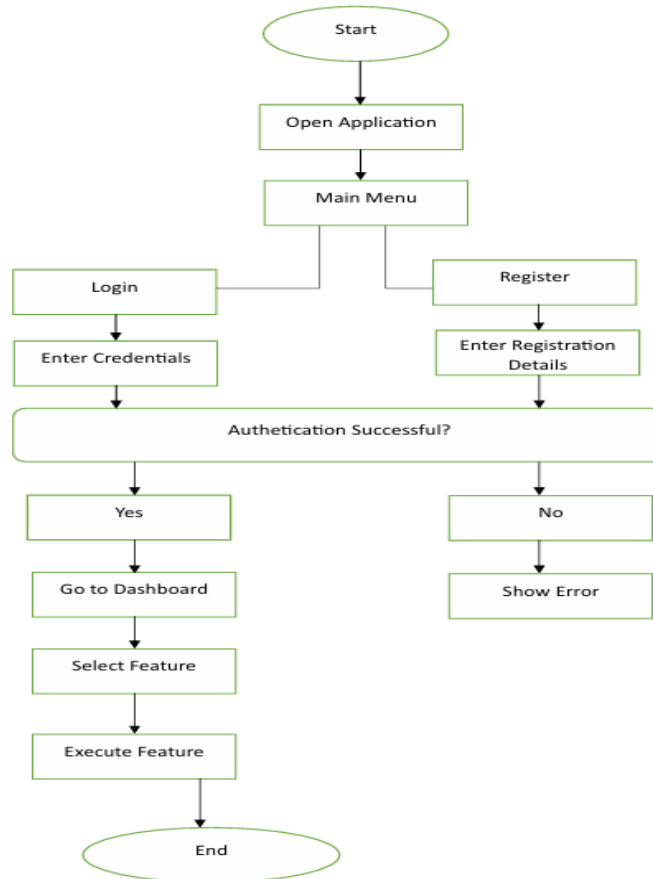 Start
Open Application
Main Menu
Login
Register
Enter Credentials
Enter Registration
Details
Authetication Successful?
Yes
No
Go to Dashboard
Show Error
Select Feature
Execute Feature
End